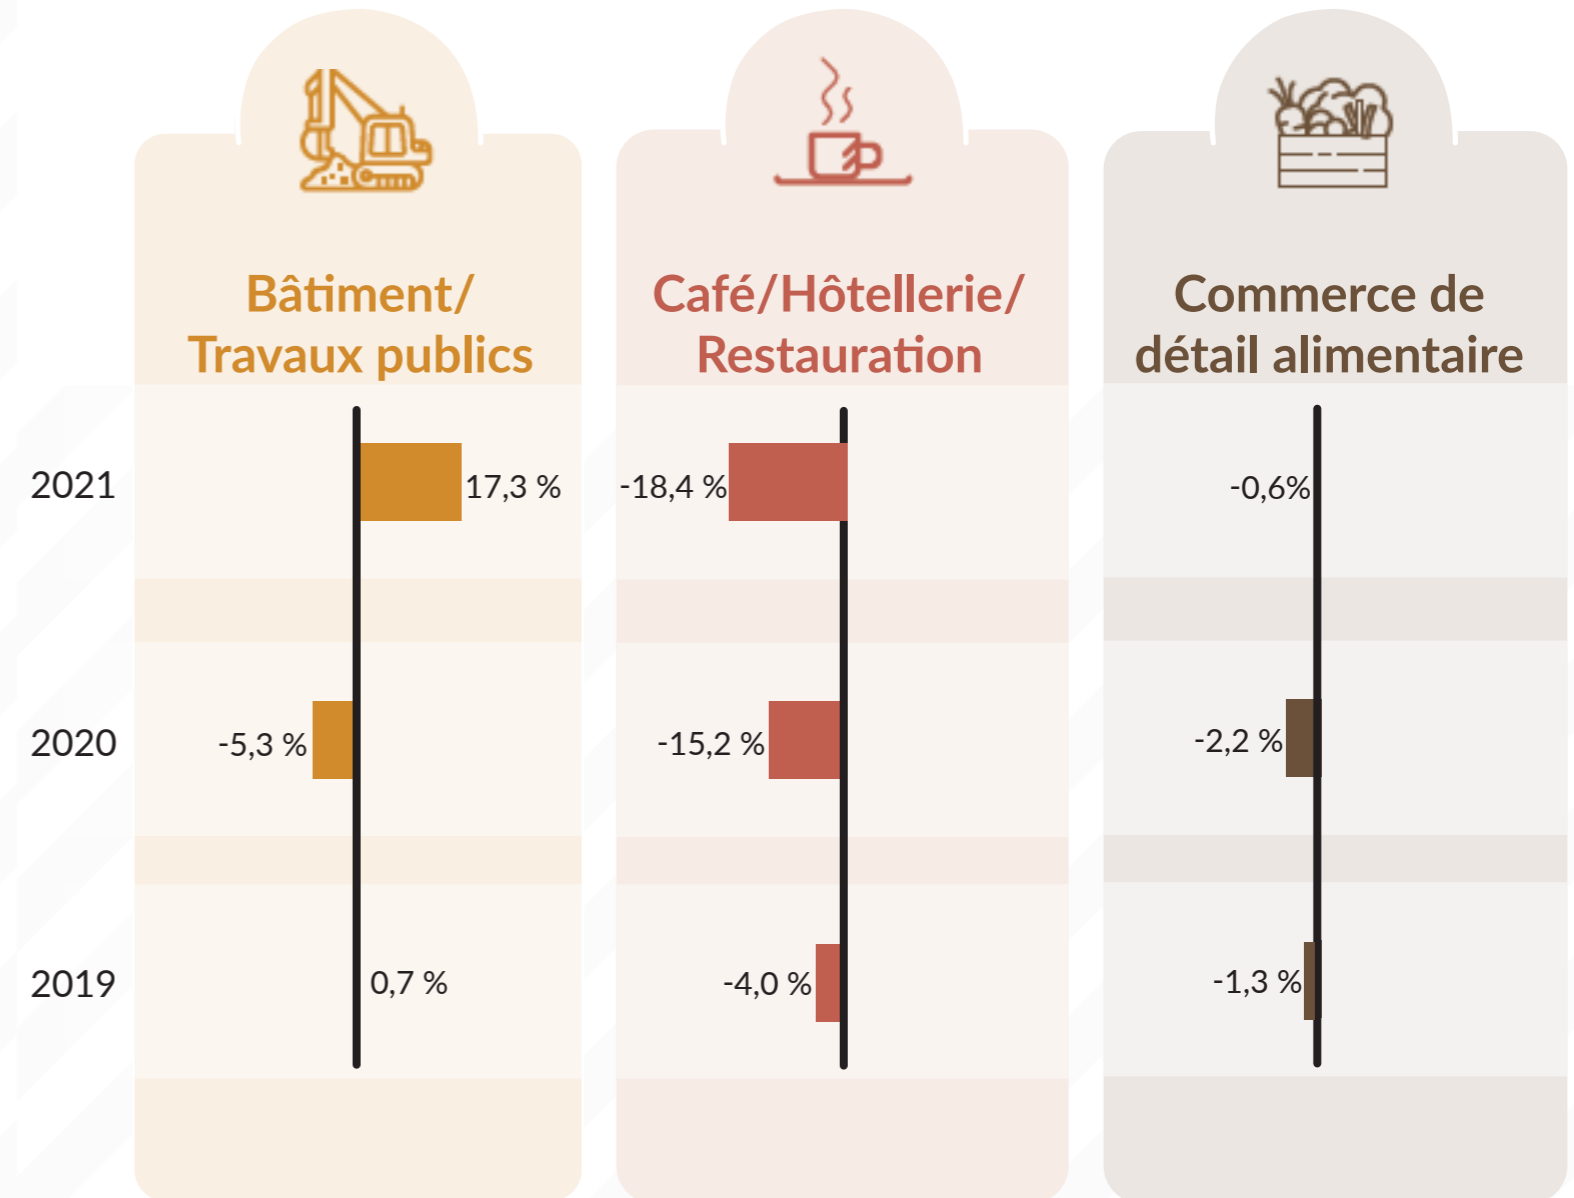 Bâtiment/
Travaux publics
Café/Hôtellerie/
Restauration
Commerce de
détail alimentaire
2021
17,3 %
-18,4 %
-0,6%
2020
-5,3 %
-15,2 %
-2,2 %
2019
0,7 %
-4,0 %
-1,3 %